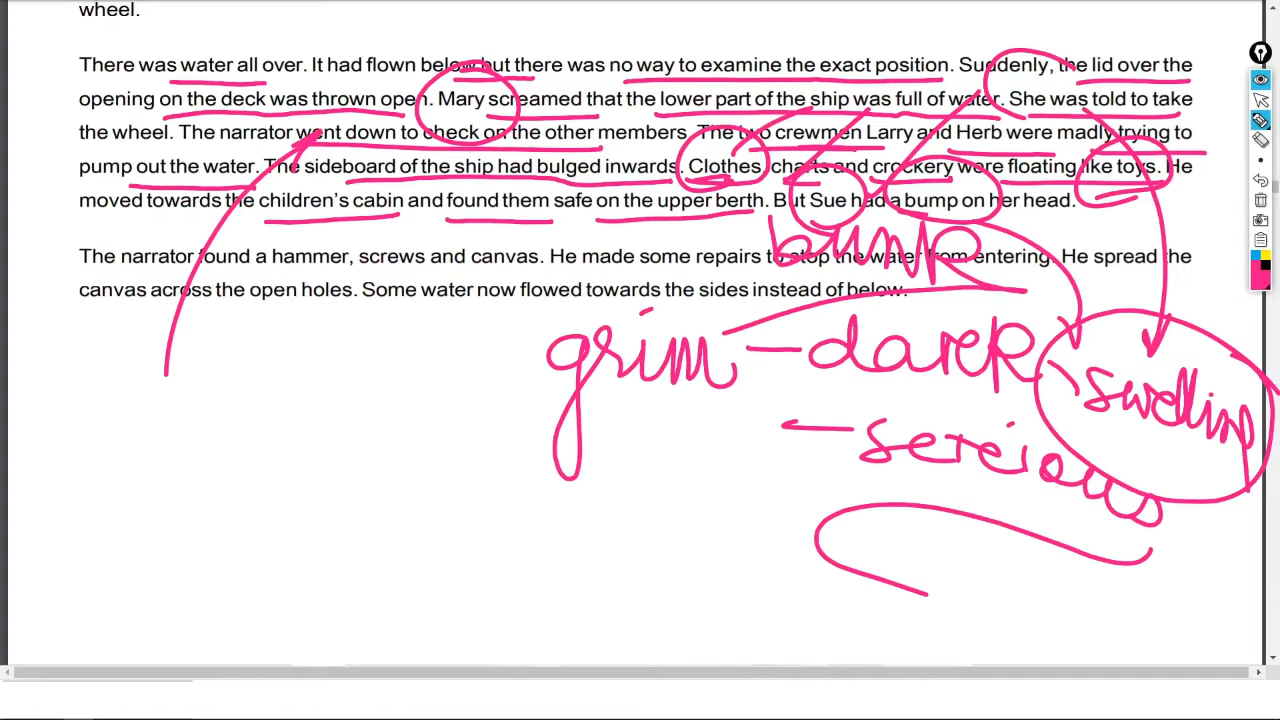 wheel.
There was water all over. It had flown below but there was no way to examine the exact position. Suddenly, the lid over the
opening on the deck was thrown open. Mary screamed that the lower part of the ship was full of water. She was told to take
the wheel. The narrator went down to check on the other members. The two crewmen Larry and Herb were madly trying to
pump out the water. The sideboard of the ship had bulged inwards. Clothes, charts and crockery were floating like toys. He
moved towards the children's cabin and found them safe on the upper berth. But Sue had a bump on her head.
bunk
The narrator found a hammer, screws and canvas. He made some repairs to stop the water from entering. He spread the
canvas across the open holes. Some water now flowed towards the sides instead of below.
grim - dark
swelling
- serious